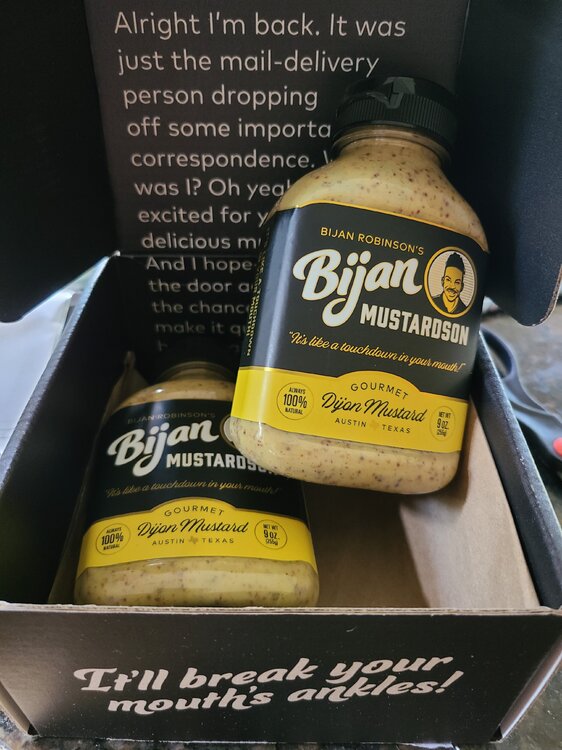 Alright I'm back. It was
just the mail-delivery
person dropping
off some importa
correspondence.
was I? Oh yeah
excited for y
delicious m
And I hope
the door a
the chance
make it q
BIJAN ROBINSON'S
Bijan
MUSTARDSON
"It's like a touchdown in your mouth!"
ALWAYS
100%
NATURAL
GOURMET
Dijon Mustard
AUSTIN TEXAS
NET WT
9 OZ.
(255g)
BIJAN ROBINSON'S
Bijan
MUSTARDSO
"It's like a touchdown in your mouth!"
ALWAYS
100%
NATURAL
GOURMET
Dijon Mustard
AUSTIN TEXAS
NET WT
9 OZ.
(255g)
It'll break your
mouth's ankles!